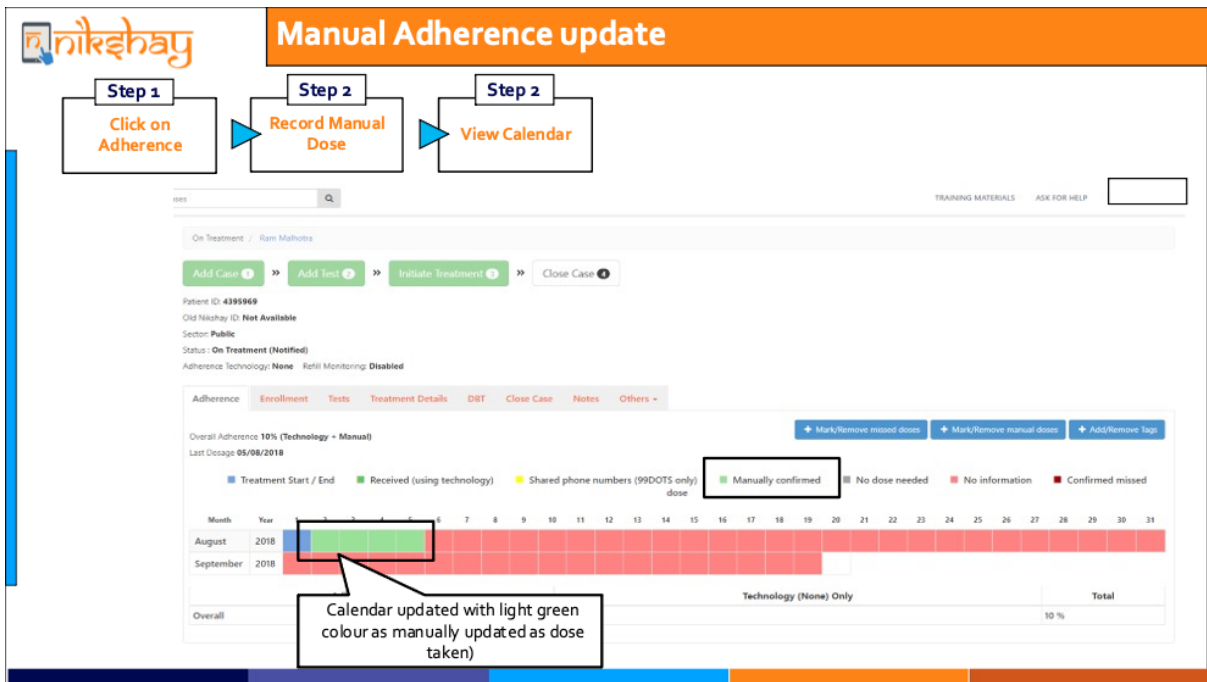 nikshay
Manual Adherence update
Step 1
Click on
Adherence
Step 2
Record Manual
Dose
Step 2
View Calendar
TRAINING MATERIALS ASK FOR HELP
On Treatment / Ram Malhotra
Add Case 1 » Add Test 2 » Initiate Treatment 3 » Close Case 4
Patient ID: 4395969
Old Nikshay ID: Not Available
Sector: Public
Status : On Treatment (Notified)
Adherence Technology: None Refill Monitoring: Disabled
Adherence Enrollment Tests Treatment Details DBT Close Case Notes Others
+ Mark/Remove missed doses + Mark/Remove manual doses + Add/Remove Tags
Overall Adherence 10% (Technology + Manual)
Last Dosage 05/08/2018
Treatment Start / End Received (using technology) Shared phone numbers (99DOTS only) Manually confirmed No dose needed No information Confirmed missed
dose
Month Year 1 2 3 4 5 6 7 8 9 10 11 12 13 14 15 16 17 18 19 20 21 22 23 24 25 26 27 28 29 30 31
August 2018
September 2018
Technology (None) Only Total
Overall 10 %
Calendar updated with light green
colour as manually updated as dose
taken)